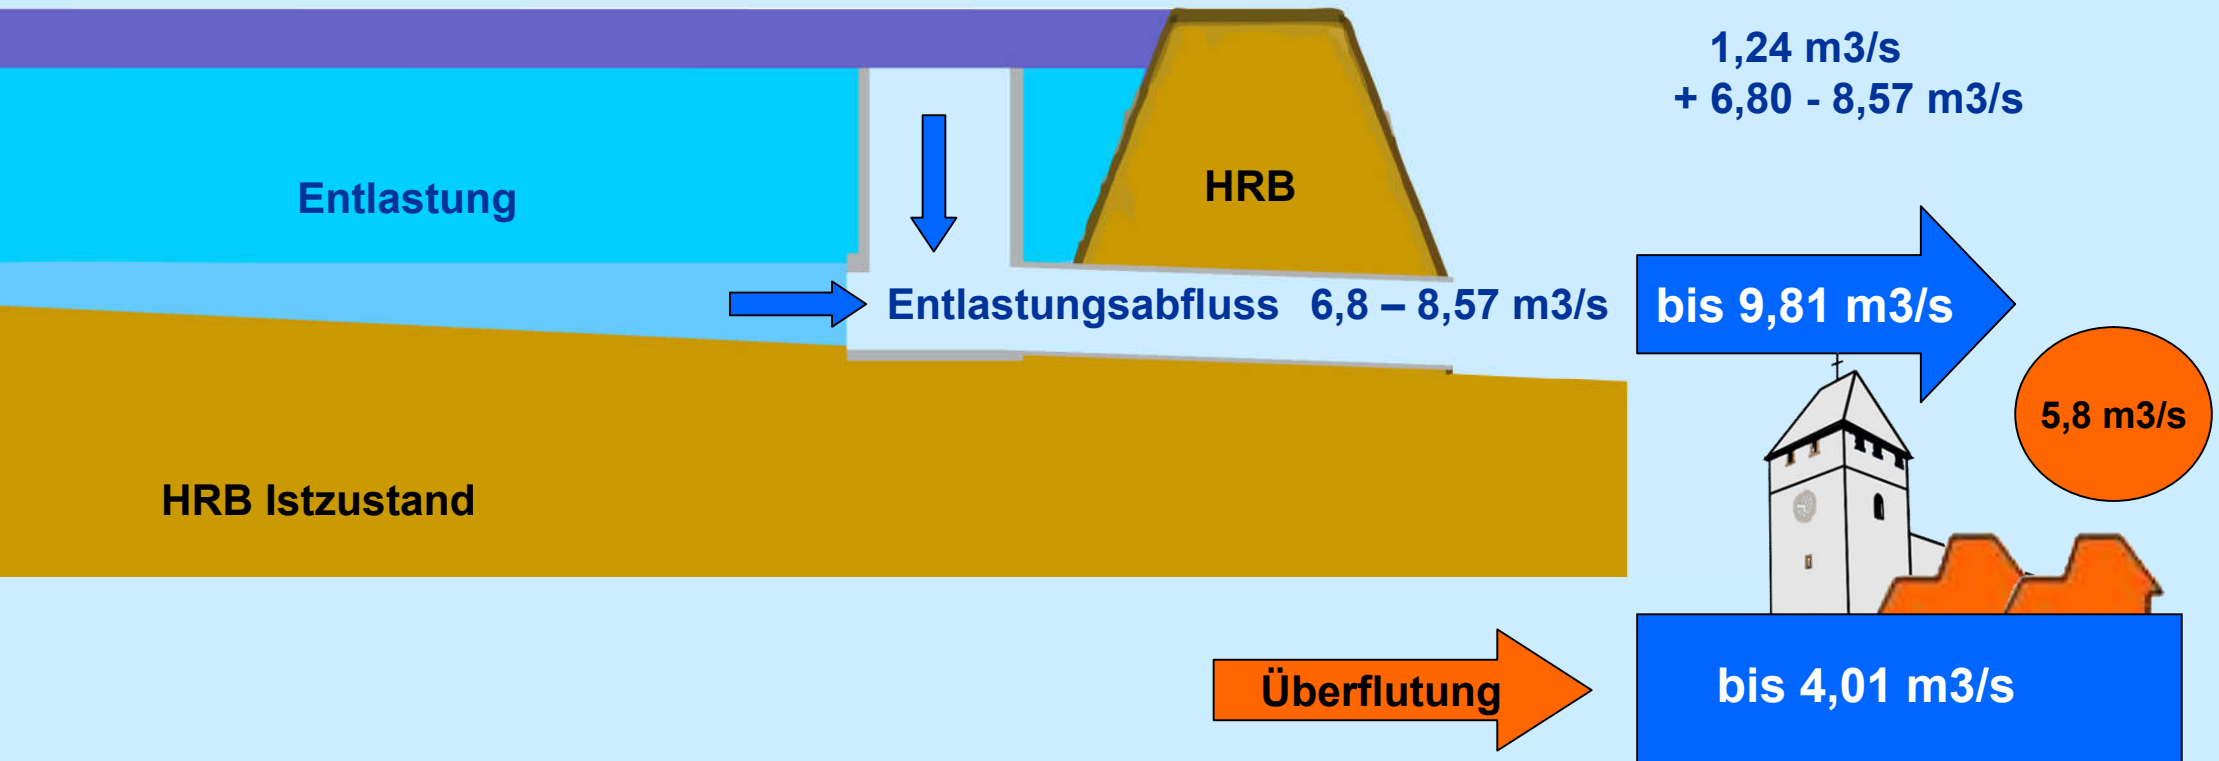 1,24 m3/s
+ 6,80 - 8,57 m3/s
Entlastung
HRB
Entlastungsabfluss 6,8 – 8,57 m3/s
bis 9,81 m3/s
5,8 m3/s
HRB Istzustand
Überflutung
bis 4,01 m3/s